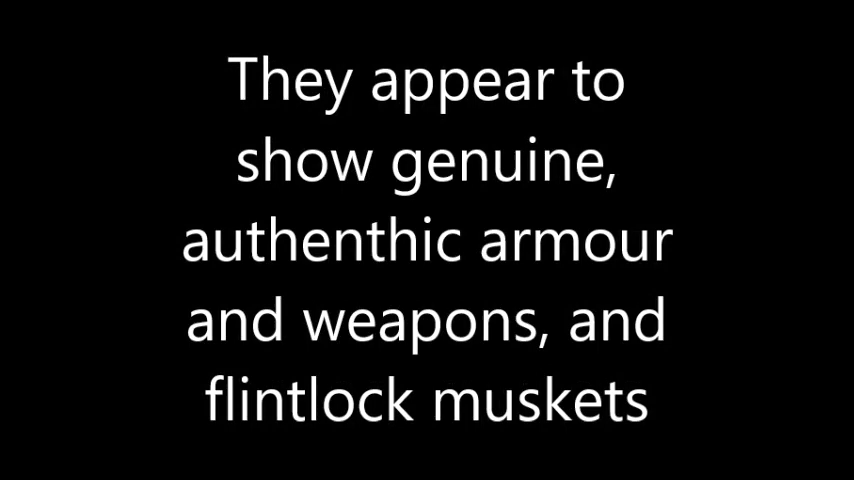 They appear to
show genuine,
authenthic armour
and weapons, and
flintlock muskets